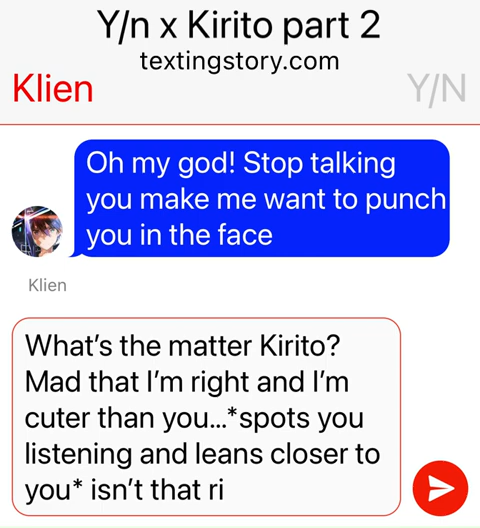 Y/n x Kirito part 2
textingstory.com
Klien
Y/N
Oh my god! Stop talking
you make me want to punch
you in the face
Klien
What's the matter Kirito?
Mad that I'm right and I'm
cuter than you...*spots you
listening and leans closer to
you* isn't that ri